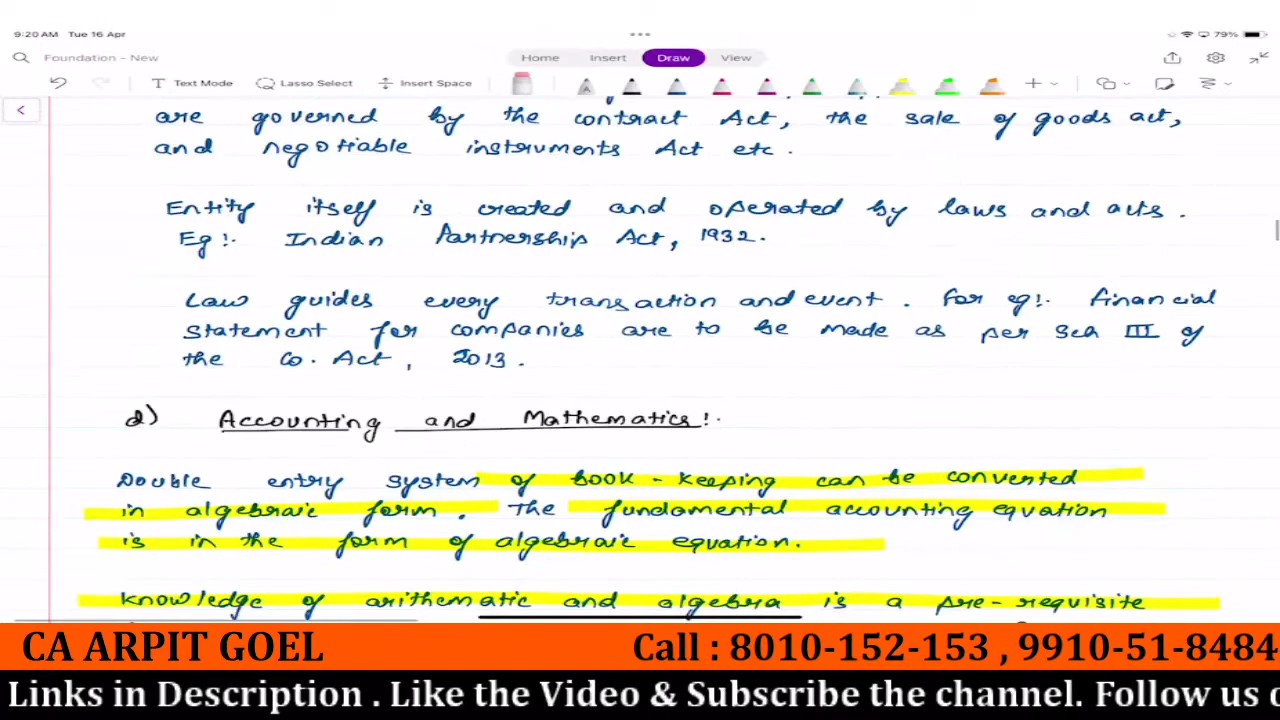 9:20 AM Tue 16 Apr
79%
Foundation - New
Home Insert Draw View
Text Mode Lasso Select Insert Space
are governed by the contract Act, the sale of goods act,
and negotiable instruments Act etc.
Entity itself is created and operated by laws and acts.
Eg:. Indian Partnership Act, 1932.
Law guides every transaction and event. For eg:. Financial
statement for companies are to be made as per Sch III of
the Co. Act, 2013.
d) Accounting and Mathematics:.
Double entry system of book-keeping can be converted
in algebraic form. The fundamental accounting equation
is in the form of algebraic equation.
Knowledge of arithematic and algebra is a pre-requisite
CA ARPIT GOEL Call : 8010-152-153 , 9910-51-8484
Links in Description . Like the Video & Subscribe the channel. Follow us